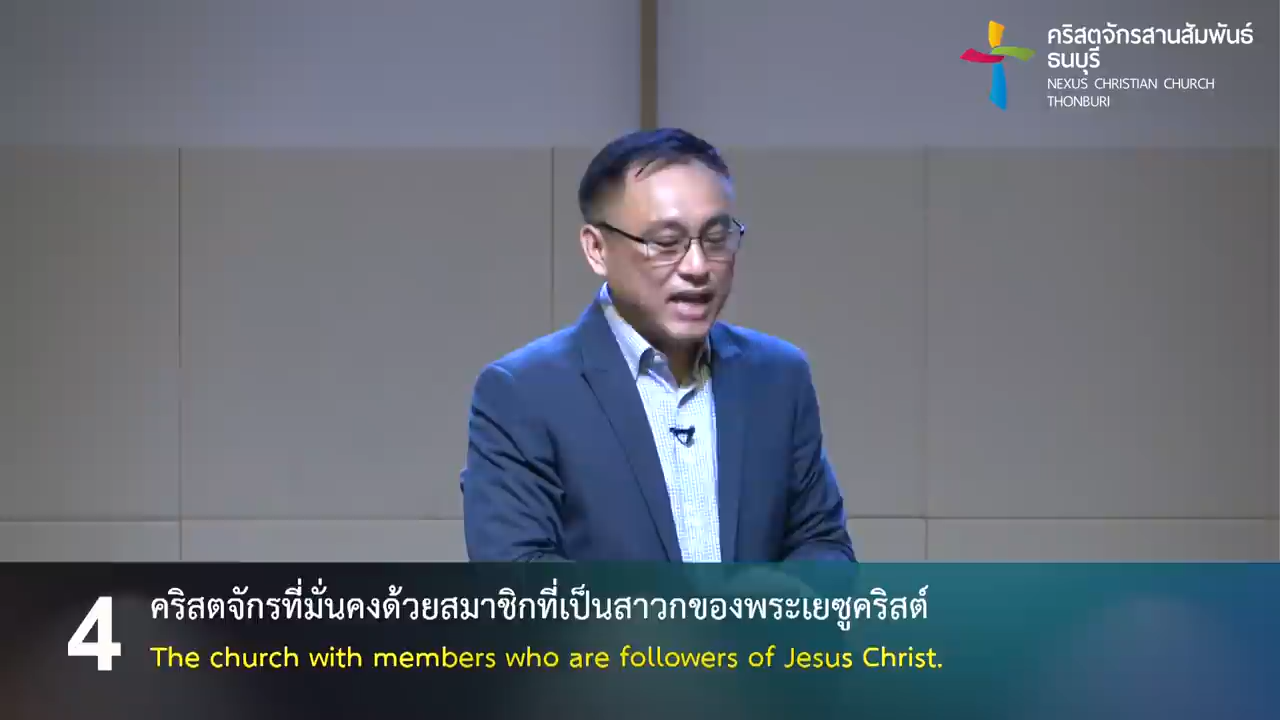 คริสตจักรสานสัมพันธ์
ธนบุรี
NEXUS CHRISTIAN CHURCH
THONBURI
4
คริสตจักรที่มั่นคงด้วยสมาชิกที่เป็นสาวกของพระเยซูคริสต์
The church with members who are followers of Jesus Christ.